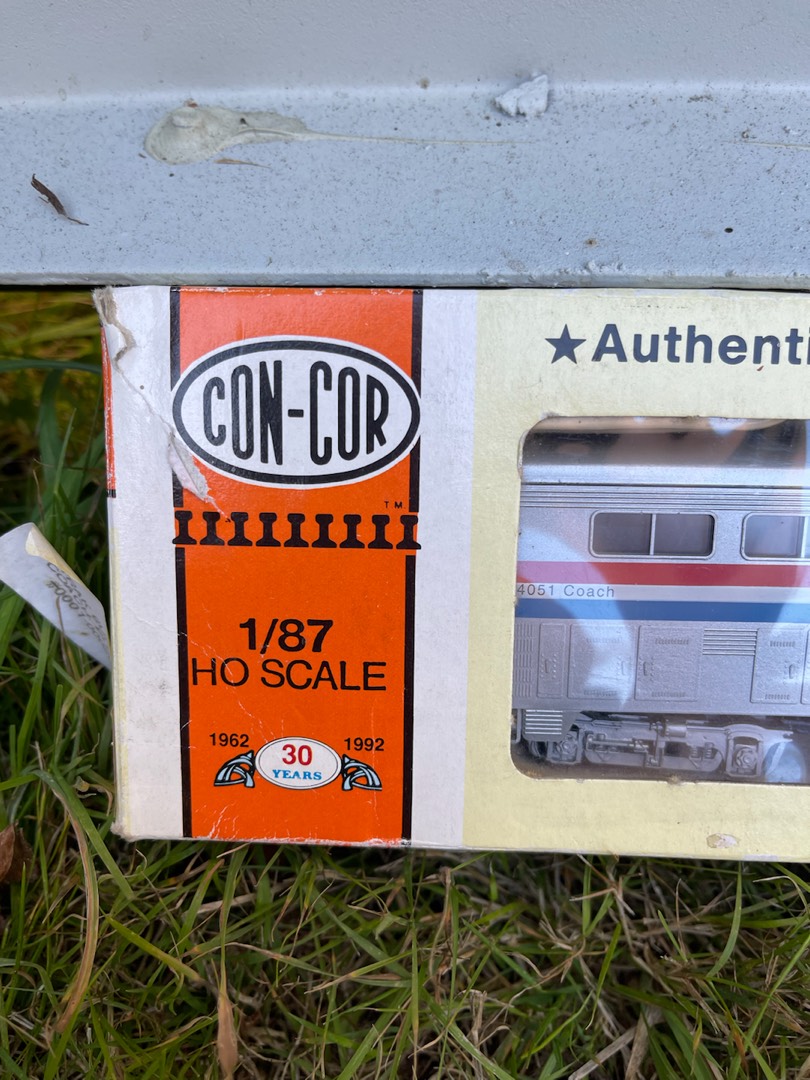 ★Authenti
CON-COR
TM
4051 Coach
1/87
HO SCALE
1962 30 YEARS 1992